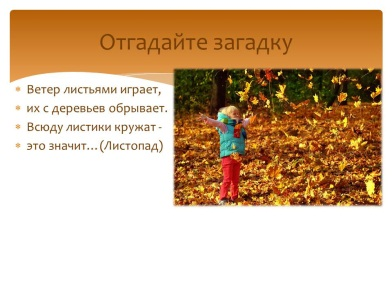 Отгадайте загадку
Ветер листьями играет,
их с деревьев обрывает.
Всюду листики кружат -
это значит…(Листопад)